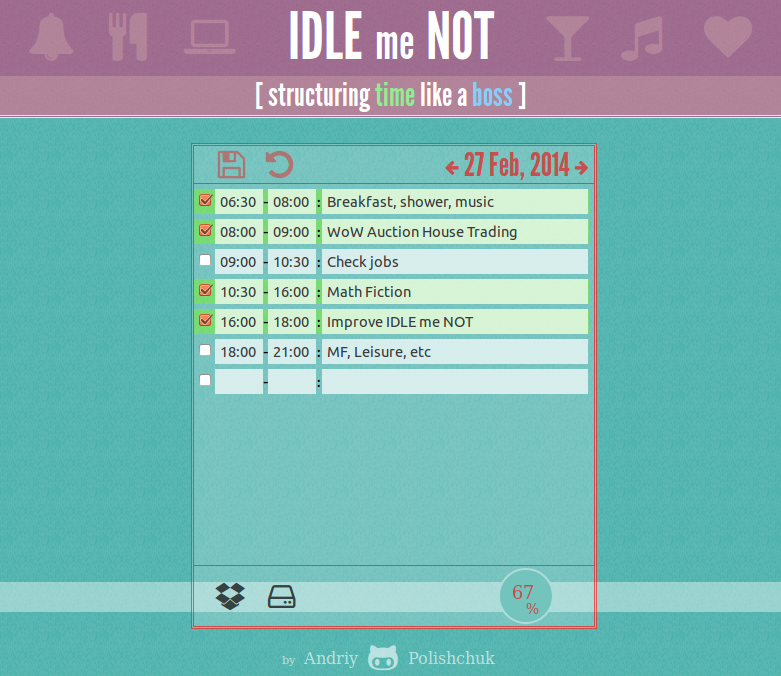 IDLE me NOT
[ structuring time like a boss ]
27 Feb, 2014
06:30 - 08:00 : Breakfast, shower, music
08:00 - 09:00 : WoW Auction House Trading
09:00 - 10:30 : Check jobs
10:30 - 16:00 : Math Fiction
16:00 - 18:00 : Improve IDLE me NOT
18:00 - 21:00 : MF, Leisure, etc
- :
67
%
by Andriy Polishchuk